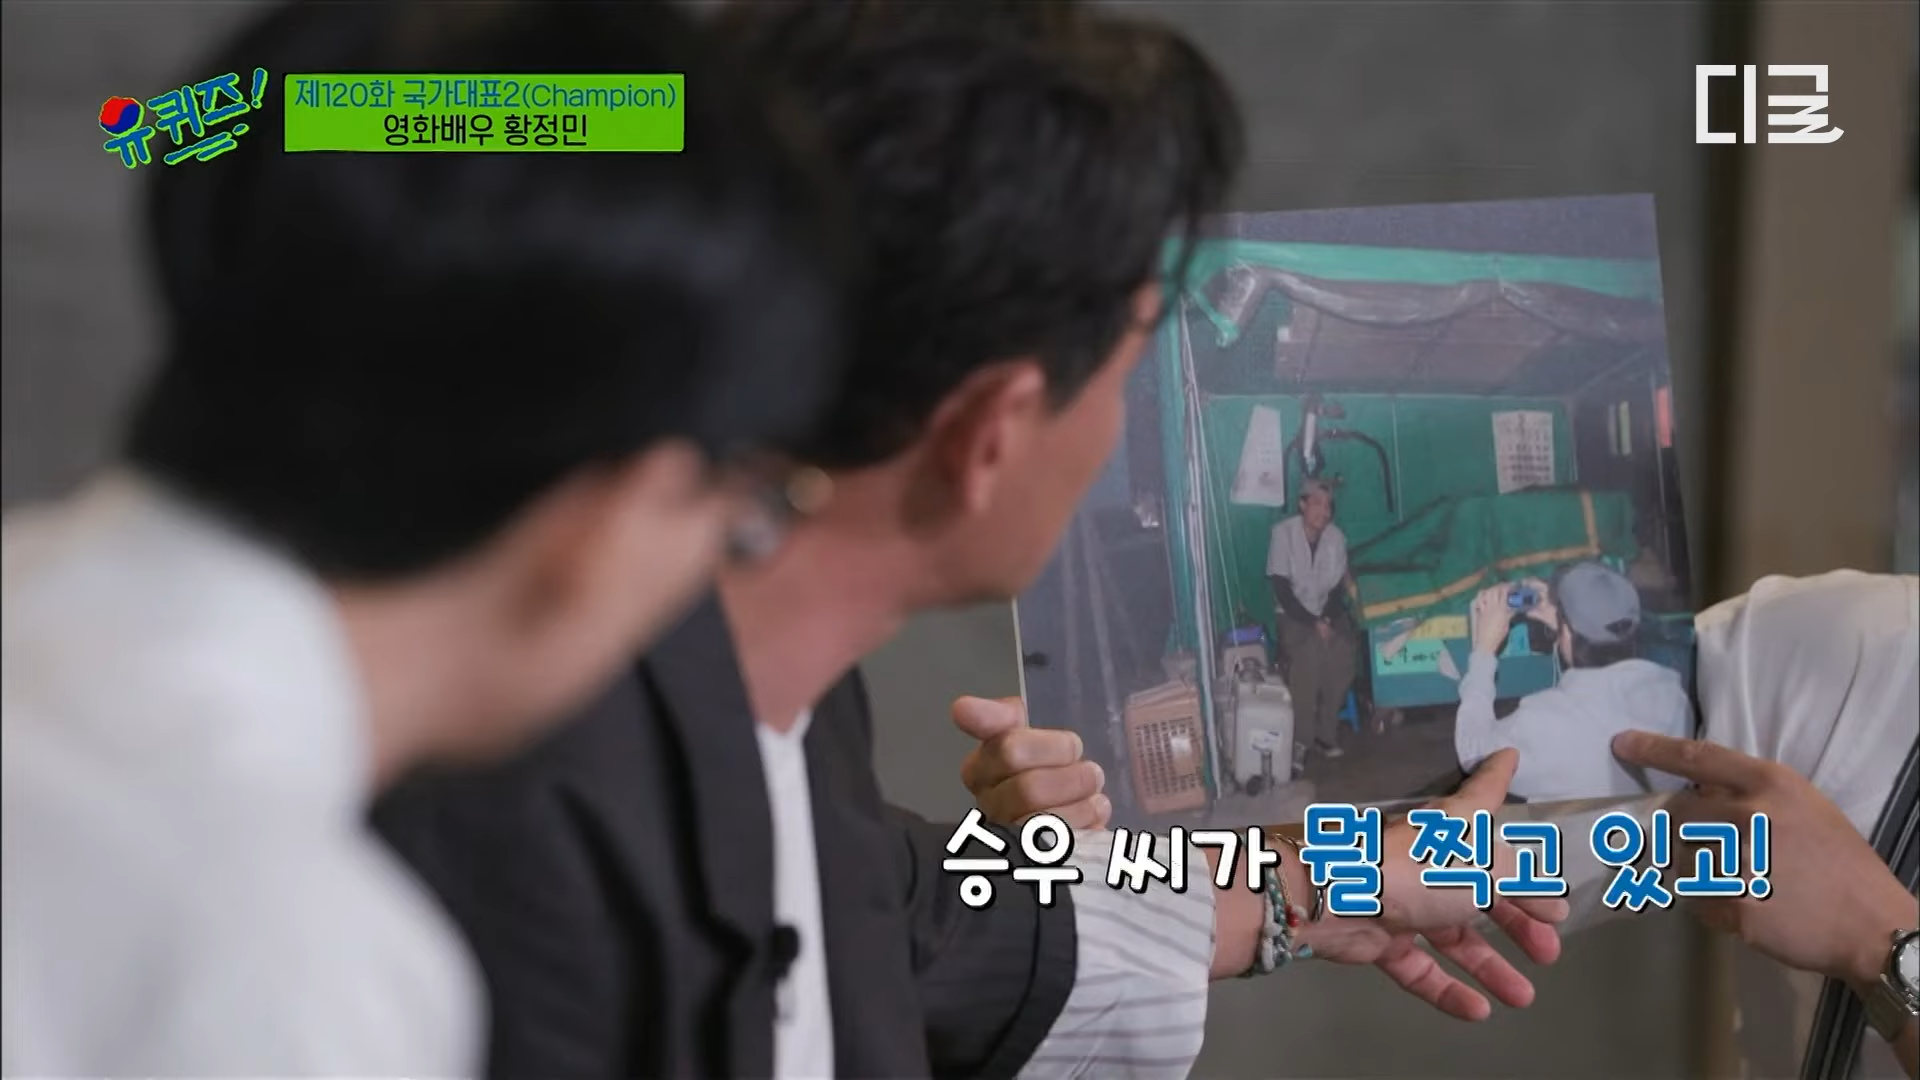 유퀴즈!
제120화 국가대표2(Champion)
영화배우 황정민
디글
승우 씨가 뭘 찍고 있고!